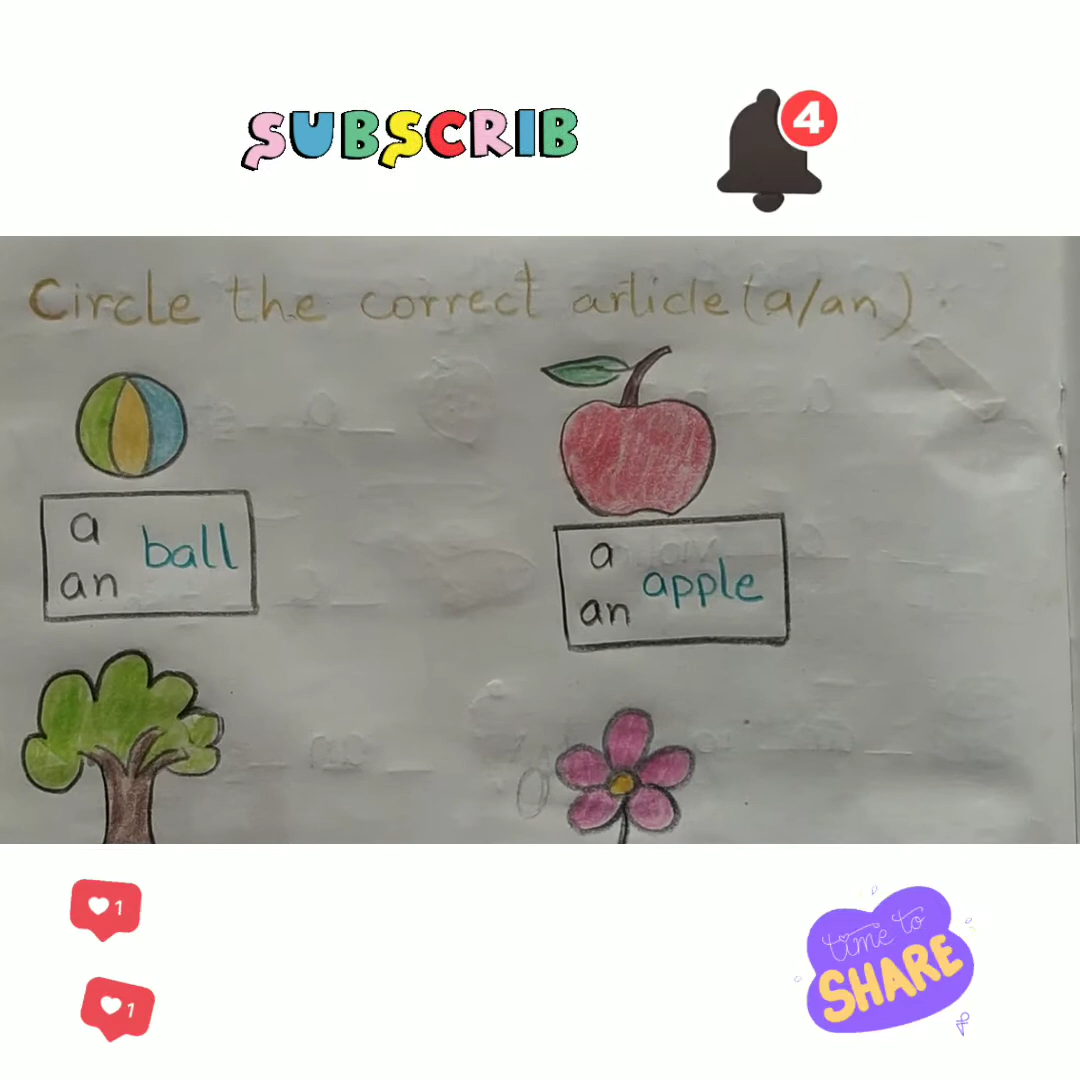 SUBSCRIB
4
Circle the correct article (a/an).
a
an
ball
a
an
apple
1
1
time to
SHARE